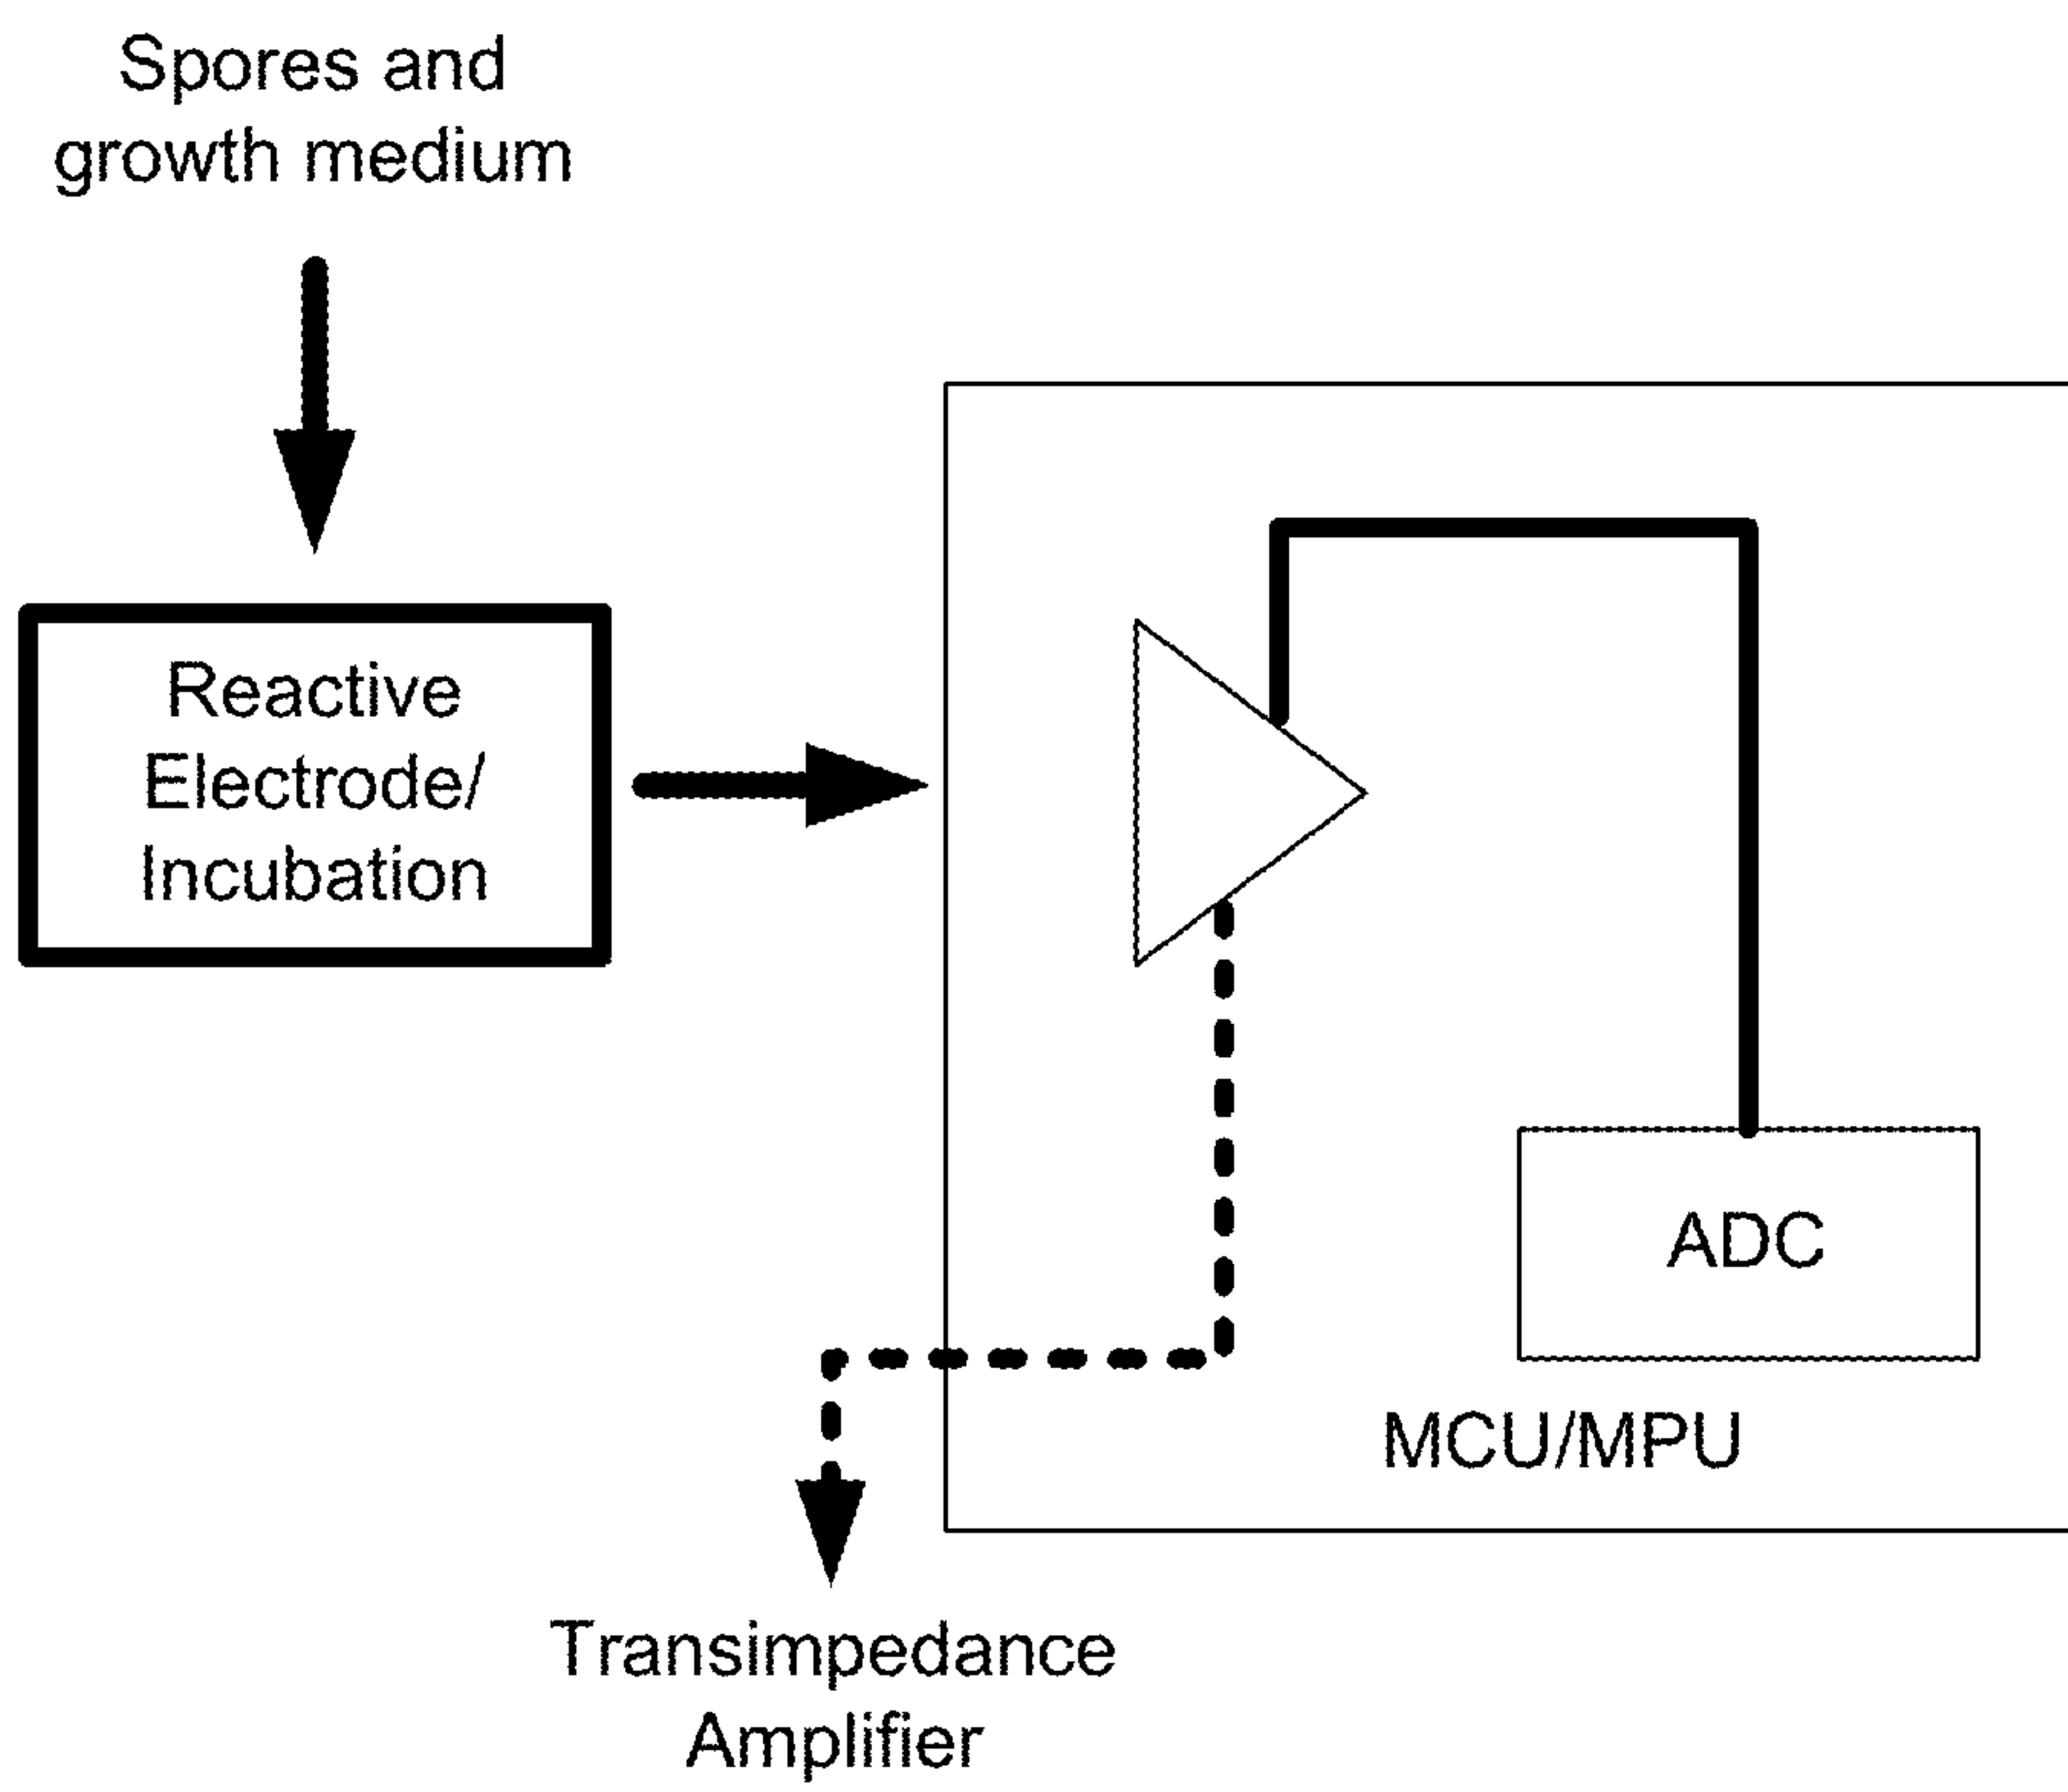 Spores and
growth medium
Reactive
Electrode/
Incubation
ADC
MCU/MPU
Transimpedance
Amplifier